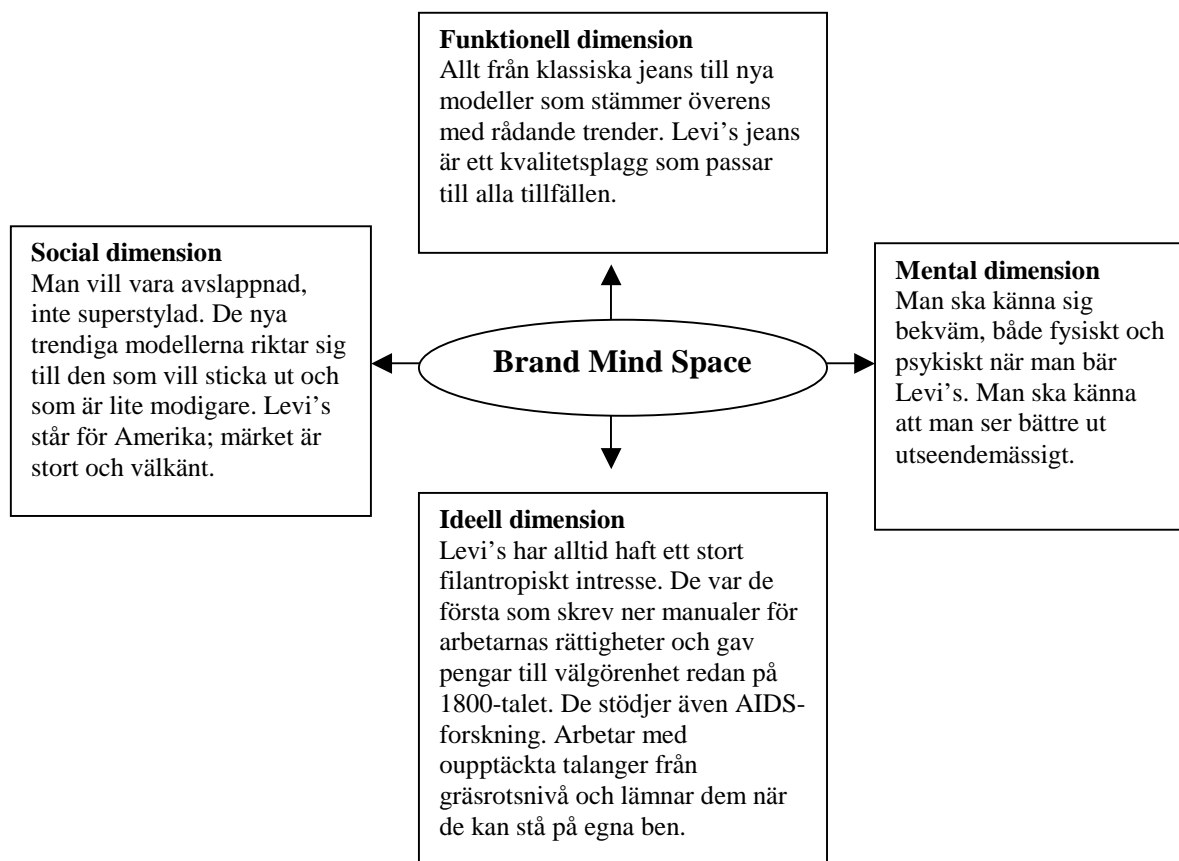 Funktionell dimension
Allt från klassiska jeans till nya
modeller som stämmer överens
med rådande trender. Levi’s jeans
är ett kvalitetsplagg som passar
till alla tillfällen.
Social dimension
Man vill vara avslappnad,
inte superstylad. De nya
trendiga modellerna riktar sig
till den som vill sticka ut och
som är lite modigare. Levi’s
står för Amerika; märket är
stort och välkänt.
Brand Mind Space
Mental dimension
Man ska känna sig
bekväm, både fysiskt och
psykiskt när man bär
Levi’s. Man ska känna
att man ser bättre ut
utseendemässigt.
Ideell dimension
Levi’s har alltid haft ett stort
filantropiskt intresse. De var de
första som skrev ner manualer för
arbetarnas rättigheter och gav
pengar till välgörenhet redan på
1800-talet. De stödjer även AIDS-
forskning. Arbetar med
oupptäckta talanger från
gräsrotsnivå och lämnar dem när
de kan stå på egna ben.